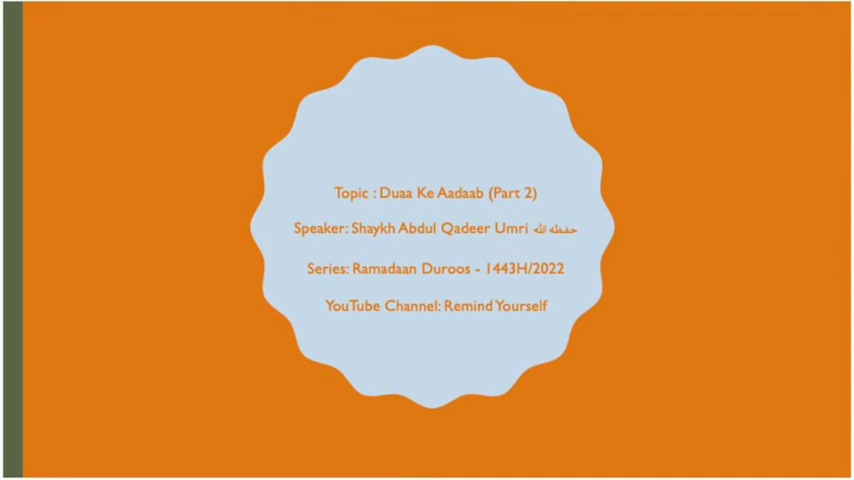 Topic : Duaa Ke Aadaab (Part 2)
Speaker: Shaykh Abdul Qadeer Umri حفظه الله
Series: Ramadaan Duroos - 1443H/2022
YouTube Channel: Remind Yourself